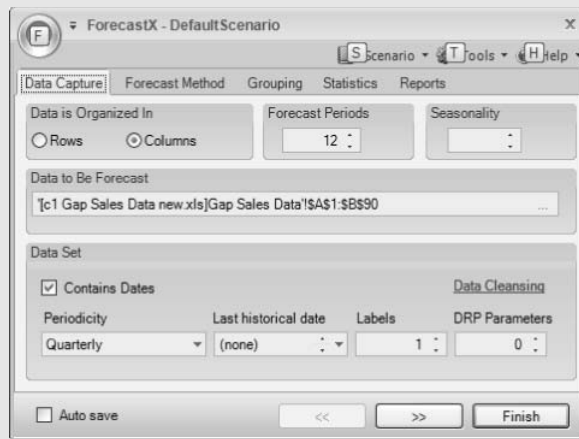 F ForecastX - DefaultScenario X
S Scenario T Tools H Help
Data Capture Forecast Method Grouping Statistics Reports
Data is Organized In Forecast Periods Seasonality
Rows Columns 12
Data to Be Forecast
'[c1 Gap Sales Data new.xls]Gap Sales Data'!$A$1:$B$90 ...
Data Set
Contains Dates Data Cleansing
Periodicity Last historical date Labels DRP Parameters
Quarterly (none) 1 0
Auto save << >> Finish